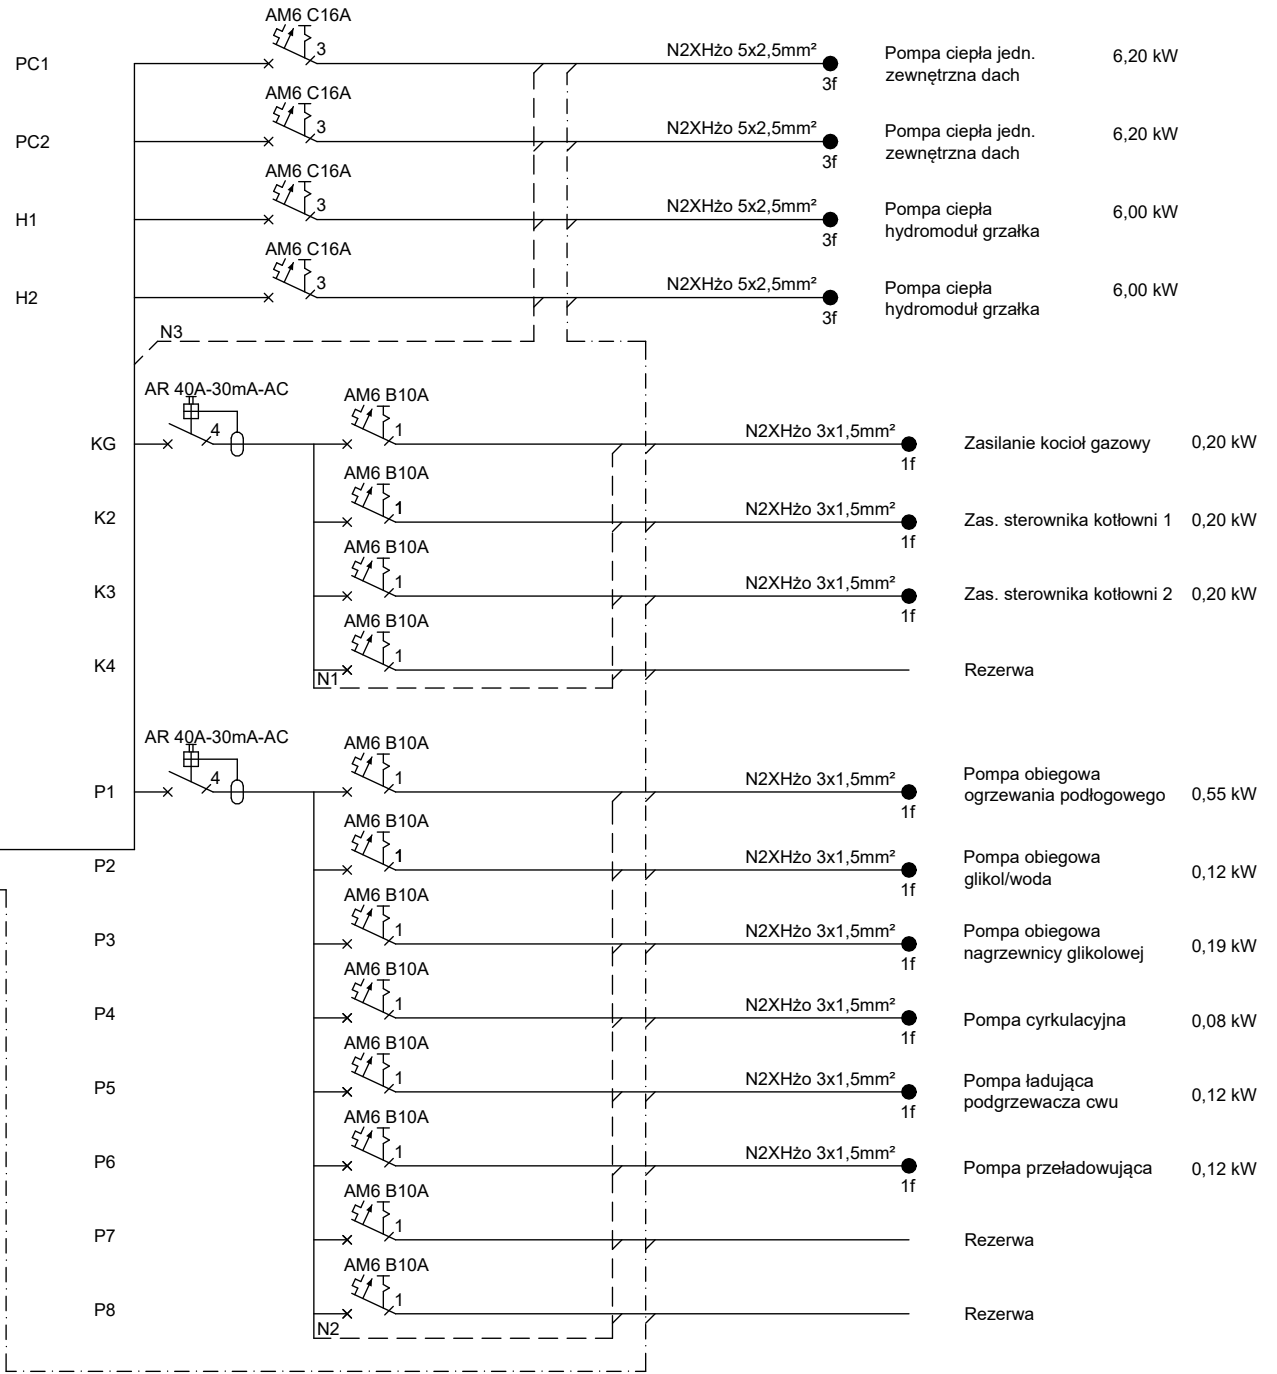 AM6 C16A
PC1
3
N2XHżo 5x2,5mm²
3f
Pompa ciepła jedn.
zewnętrzna dach
6,20 kW
AM6 C16A
PC2
3
N2XHżo 5x2,5mm²
3f
Pompa ciepła jedn.
zewnętrzna dach
6,20 kW
AM6 C16A
H1
3
N2XHżo 5x2,5mm²
3f
Pompa ciepła
hydromoduł grzałka
6,00 kW
AM6 C16A
H2
3
N2XHżo 5x2,5mm²
3f
Pompa ciepła
hydromoduł grzałka
6,00 kW
N3
AR 40A-30mA-AC
4
AM6 B10A
KG
1
N2XHżo 3x1,5mm²
1f
Zasilanie kocioł gazowy
0,20 kW
AM6 B10A
K2
1
N2XHżo 3x1,5mm²
1f
Zas. sterownika kotłowni 1
0,20 kW
AM6 B10A
K3
1
N2XHżo 3x1,5mm²
1f
Zas. sterownika kotłowni 2
0,20 kW
AM6 B10A
K4
1
Rezerwa
N1
AR 40A-30mA-AC
4
AM6 B10A
P1
1
N2XHżo 3x1,5mm²
1f
Pompa obiegowa
ogrzewania podłogowego
0,55 kW
AM6 B10A
P2
1
N2XHżo 3x1,5mm²
1f
Pompa obiegowa
glikol/woda
0,12 kW
AM6 B10A
P3
1
N2XHżo 3x1,5mm²
1f
Pompa obiegowa
nagrzewnicy glikolowej
0,19 kW
AM6 B10A
P4
1
N2XHżo 3x1,5mm²
1f
Pompa cyrkulacyjna
0,08 kW
AM6 B10A
P5
1
N2XHżo 3x1,5mm²
1f
Pompa ładująca
podgrzewacza cwu
0,12 kW
AM6 B10A
P6
1
N2XHżo 3x1,5mm²
1f
Pompa przeładowująca
0,12 kW
AM6 B10A
P7
1
Rezerwa
AM6 B10A
P8
1
Rezerwa
N2